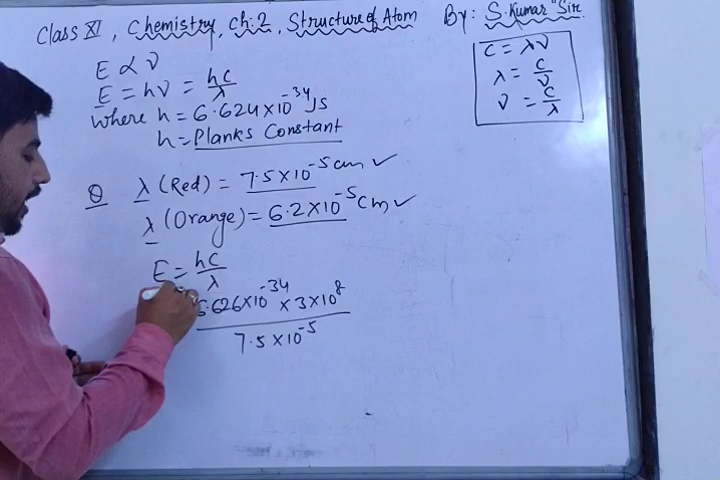 Class XI, Chemistry, Ch:2, Structure of Atom By: S. Kumar "Sir"
E ∝ ν
E = hν = hc/λ
where h = 6.624×10⁻³⁴ Js
h = Planks Constant
C = λν
λ = C/ν
ν = C/λ
Q λ (Red) = 7.5×10⁻⁵ cm ✓
λ (Orange) = 6.2×10⁻⁵ cm ✓
E = hc/λ
6.626×10⁻³⁴ × 3×10⁸
7.5×10⁻⁵